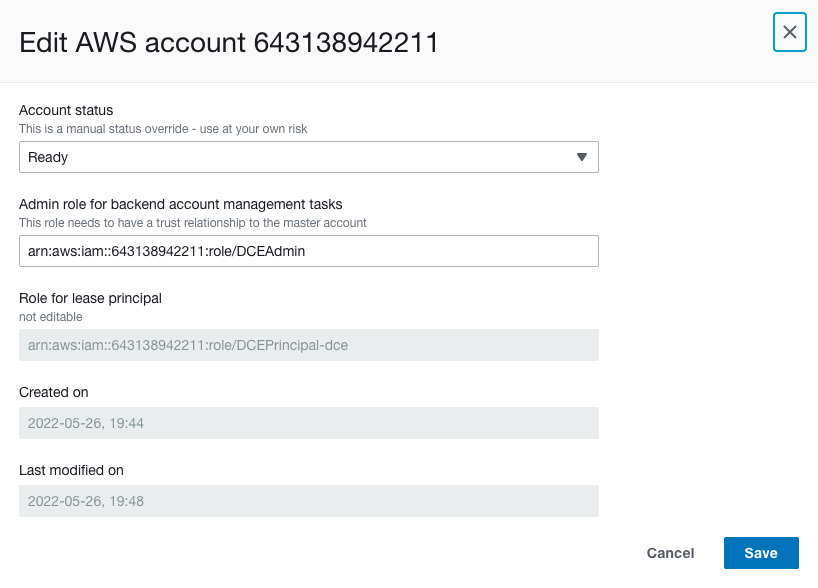 Edit AWS account 643138942211
Account status
This is a manual status override - use at your own risk
Ready
Admin role for backend account management tasks
This role needs to have a trust relationship to the master account
arn:aws:iam::643138942211:role/DCEAdmin
Role for lease principal
not editable
arn:aws:iam::643138942211:role/DCEPrincipal-dce
Created on
2022-05-26, 19:44
Last modified on
2022-05-26, 19:48
Cancel Save